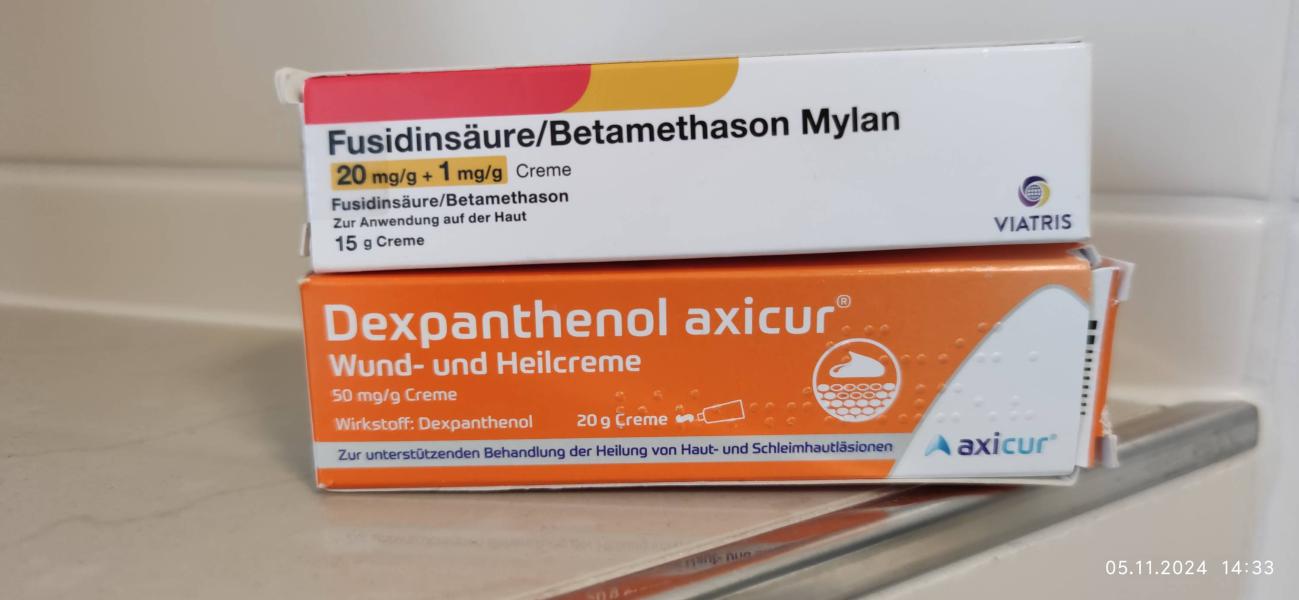 Fusidinsäure/Betamethason Mylan
20 mg/g + 1 mg/g Creme
Fusidinsäure/Betamethason
Zur Anwendung auf der Haut
15 g Creme
VIATRIS
Dexpanthenol axicur®
Wund- und Heilcreme
50 mg/g Creme
Wirkstoff: Dexpanthenol 20 g Creme
Zur unterstützenden Behandlung der Heilung von Haut- und Schleimhautläsionen
axicur®
05.11.2024 14:33